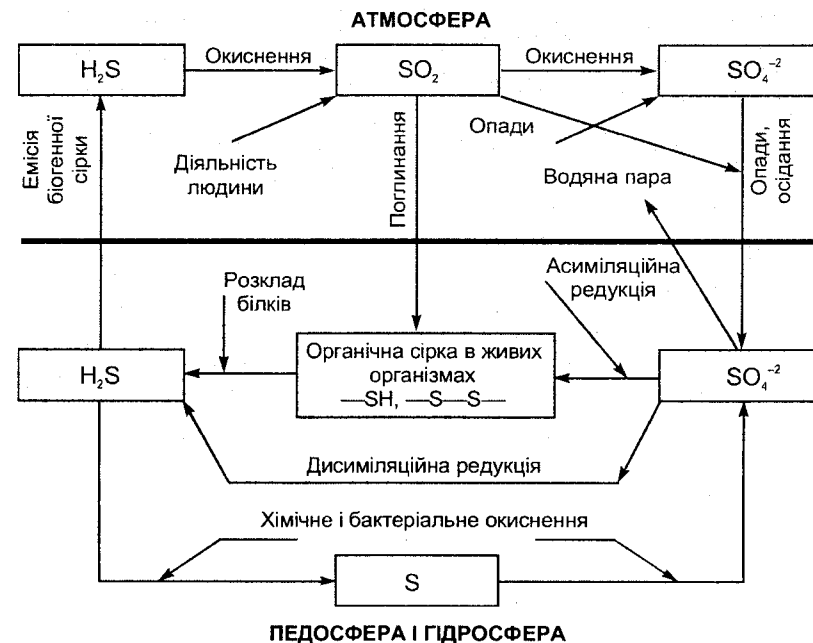 АТМОСФЕРА
H₂S
Окиснення
SO₂
Окиснення
SO₄⁻²
Емісія
біогенної
сірки
Діяльність
людини
Поглинання
Опади
Водяна пара
Опади,
осідання
Розклад
білків
Асиміляційна
редукція
H₂S
Органічна сірка в живих
організмах
—SH, —S—S—
SO₄⁻²
Дисиміляційна редукція
Хімічне і бактеріальне окиснення
S
ПЕДОСФЕРА І ГІДРОСФЕРА